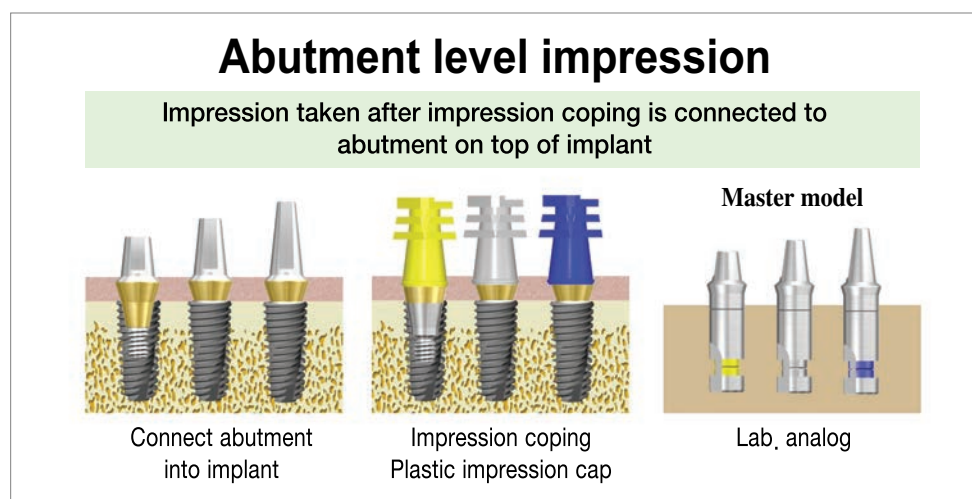 Abutment level impression
Impression taken after impression coping is connected to
abutment on top of implant
Master model
Connect abutment
into implant
Impression coping
Plastic impression cap
Lab. analog